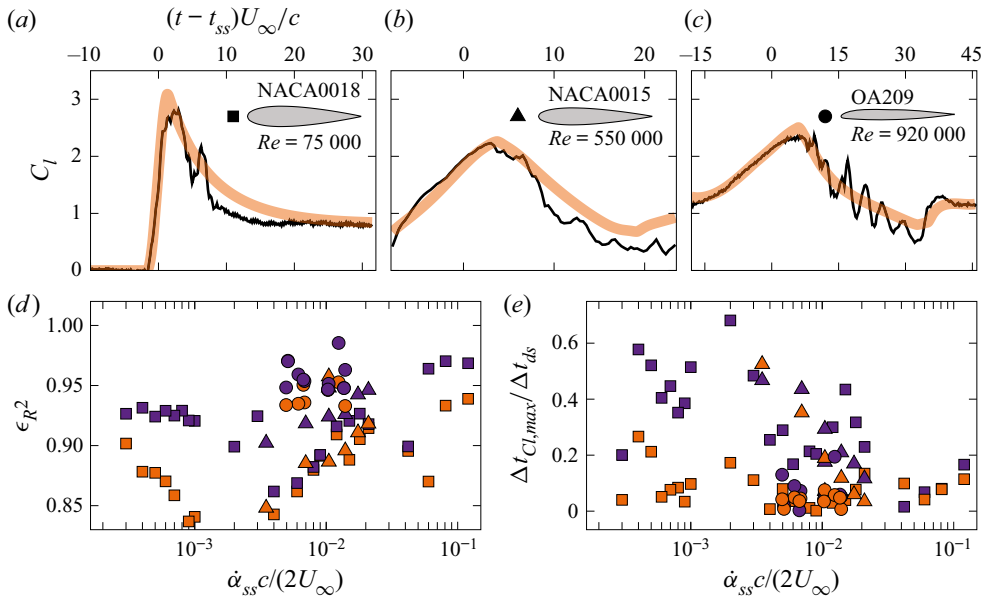 (a) (t − t_ss)U_∞/c (b) (c)
−10 0 10 20 30
0 10 20
−15 0 15 30 45
NACA0018
Re = 75 000
NACA0015
Re = 550 000
OA209
Re = 920 000
C_l
3
2
1
0
(d) (e)
ϵ_R²
1.00
0.95
0.90
0.85
10⁻³ 10⁻² 10⁻¹
α̇_ss c/(2U_∞)
Δt_Cl,max/Δt_ds
0.6
0.4
0.2
0
10⁻³ 10⁻² 10⁻¹
α̇_ss c/(2U_∞)